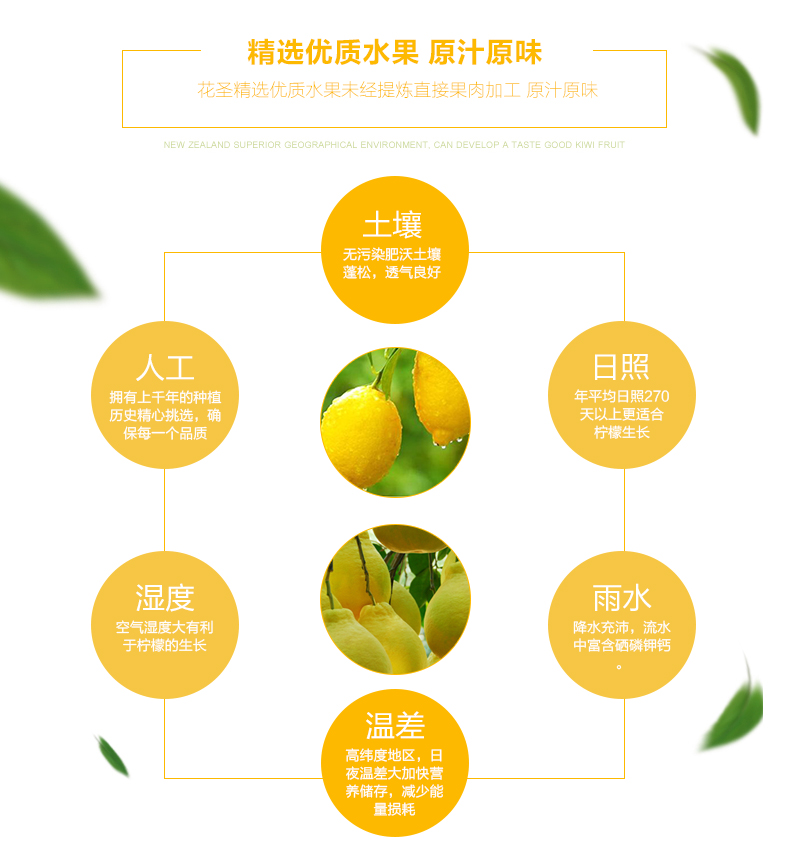 精选优质水果 原汁原味
花圣精选优质水果未经提炼直接果肉加工 原汁原味
NEW ZEALAND SUPERIOR GEOGRAPHICAL ENVIRONMENT, CAN DEVELOP A TASTE GOOD KIWI FRUIT
土壤
无污染肥沃土壤
蓬松，透气良好
人工
拥有上千年的种植
历史精心挑选，确
保每一个品质
日照
年平均日照270
天以上更适合
柠檬生长
湿度
空气湿度大有利
于柠檬的生长
雨水
降水充沛，流水
中富含硒磷钾钙
。
温差
高纬度地区，日
夜温差大加快营
养储存，减少能
量损耗